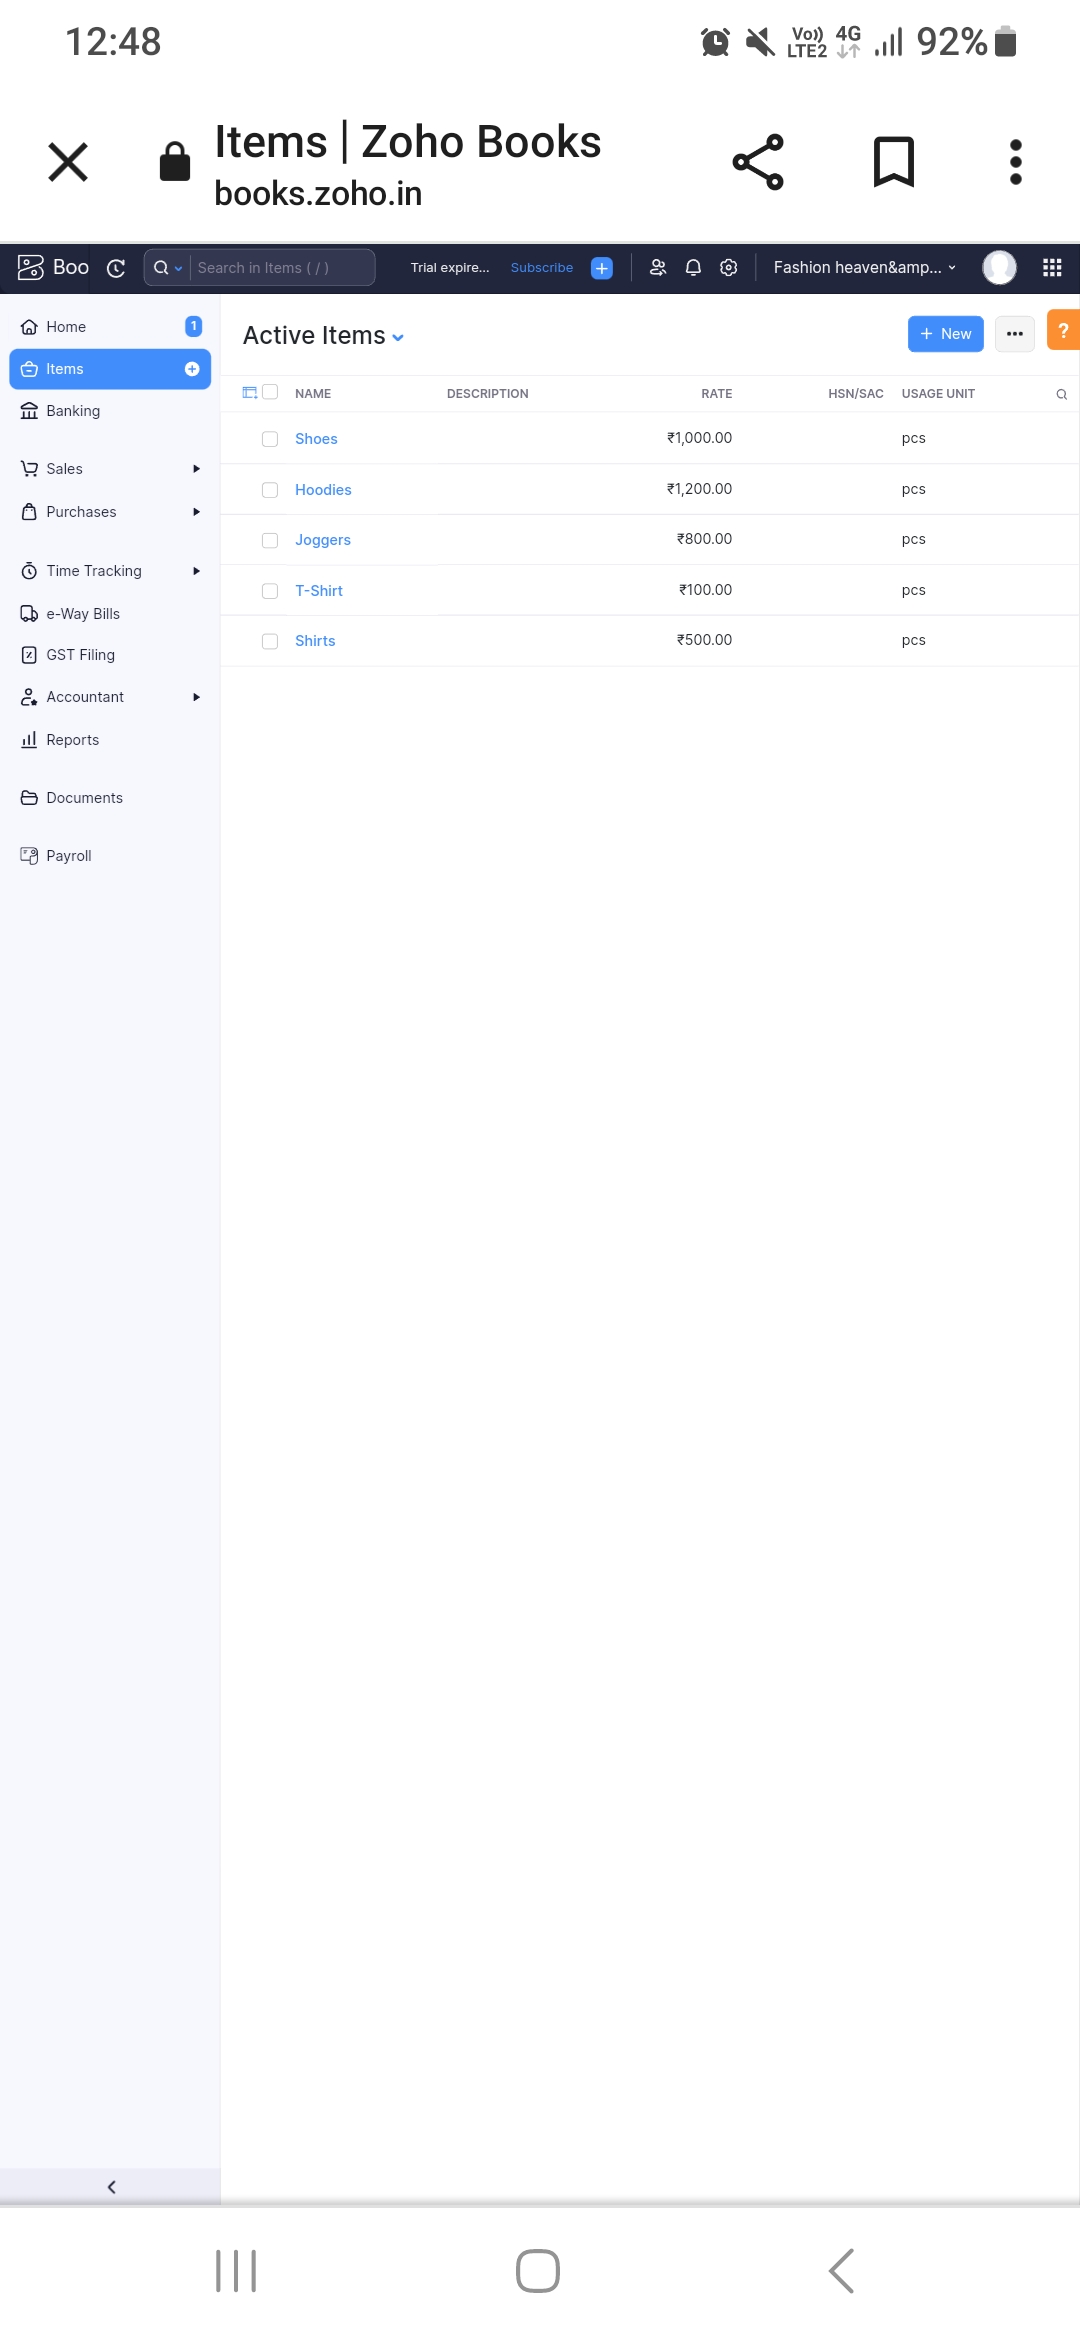 12:48
Vo)) LTE2 4G 92%
Items | Zoho Books
books.zoho.in
Boo Search in Items ( / ) Trial expire... Subscribe Fashion heaven&amp...
Home 1
Items
Banking
Sales
Purchases
Time Tracking
e-Way Bills
GST Filing
Accountant
Reports
Documents
Payroll
Active Items
+ New
?
NAME DESCRIPTION RATE HSN/SAC USAGE UNIT
Shoes ₹1,000.00 pcs
Hoodies ₹1,200.00 pcs
Joggers ₹800.00 pcs
T-Shirt ₹100.00 pcs
Shirts ₹500.00 pcs